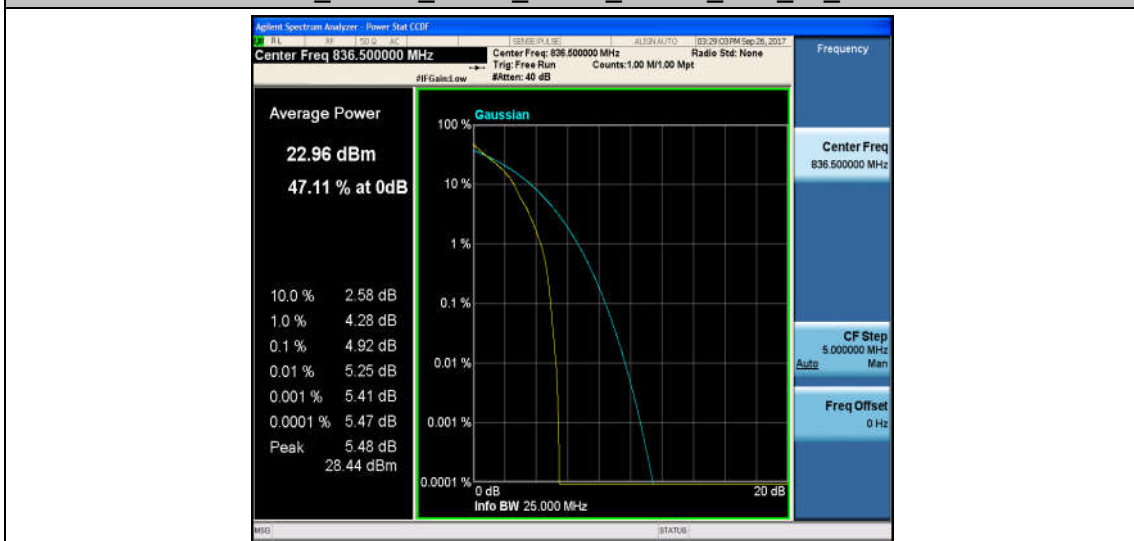 Agilent Spectrum Analyzer - Power Stat CCDF
RL RF 50 Ω AC SENSE:PULSE ALIGN AUTO 03:29:03 PM Sep 26, 2017
Center Freq 836.500000 MHz
Center Freq: 836.500000 MHz Radio Std: None
Trig: Free Run Counts:1.00 M/1.00 Mpt
#IFGain:Low #Atten: 40 dB
Frequency
Average Power
22.96 dBm
47.11 % at 0dB
10.0 % 2.58 dB
1.0 % 4.28 dB
0.1 % 4.92 dB
0.01 % 5.25 dB
0.001 % 5.41 dB
0.0001 % 5.47 dB
Peak 5.48 dB
28.44 dBm
Gaussian
100 %
10 %
1 %
0.1 %
0.01 %
0.001 %
0.0001 %
0 dB 20 dB
Info BW 25.000 MHz
Center Freq
836.500000 MHz
CF Step
5.000000 MHz
Auto Man
Freq Offset
0 Hz
MSG STATUS